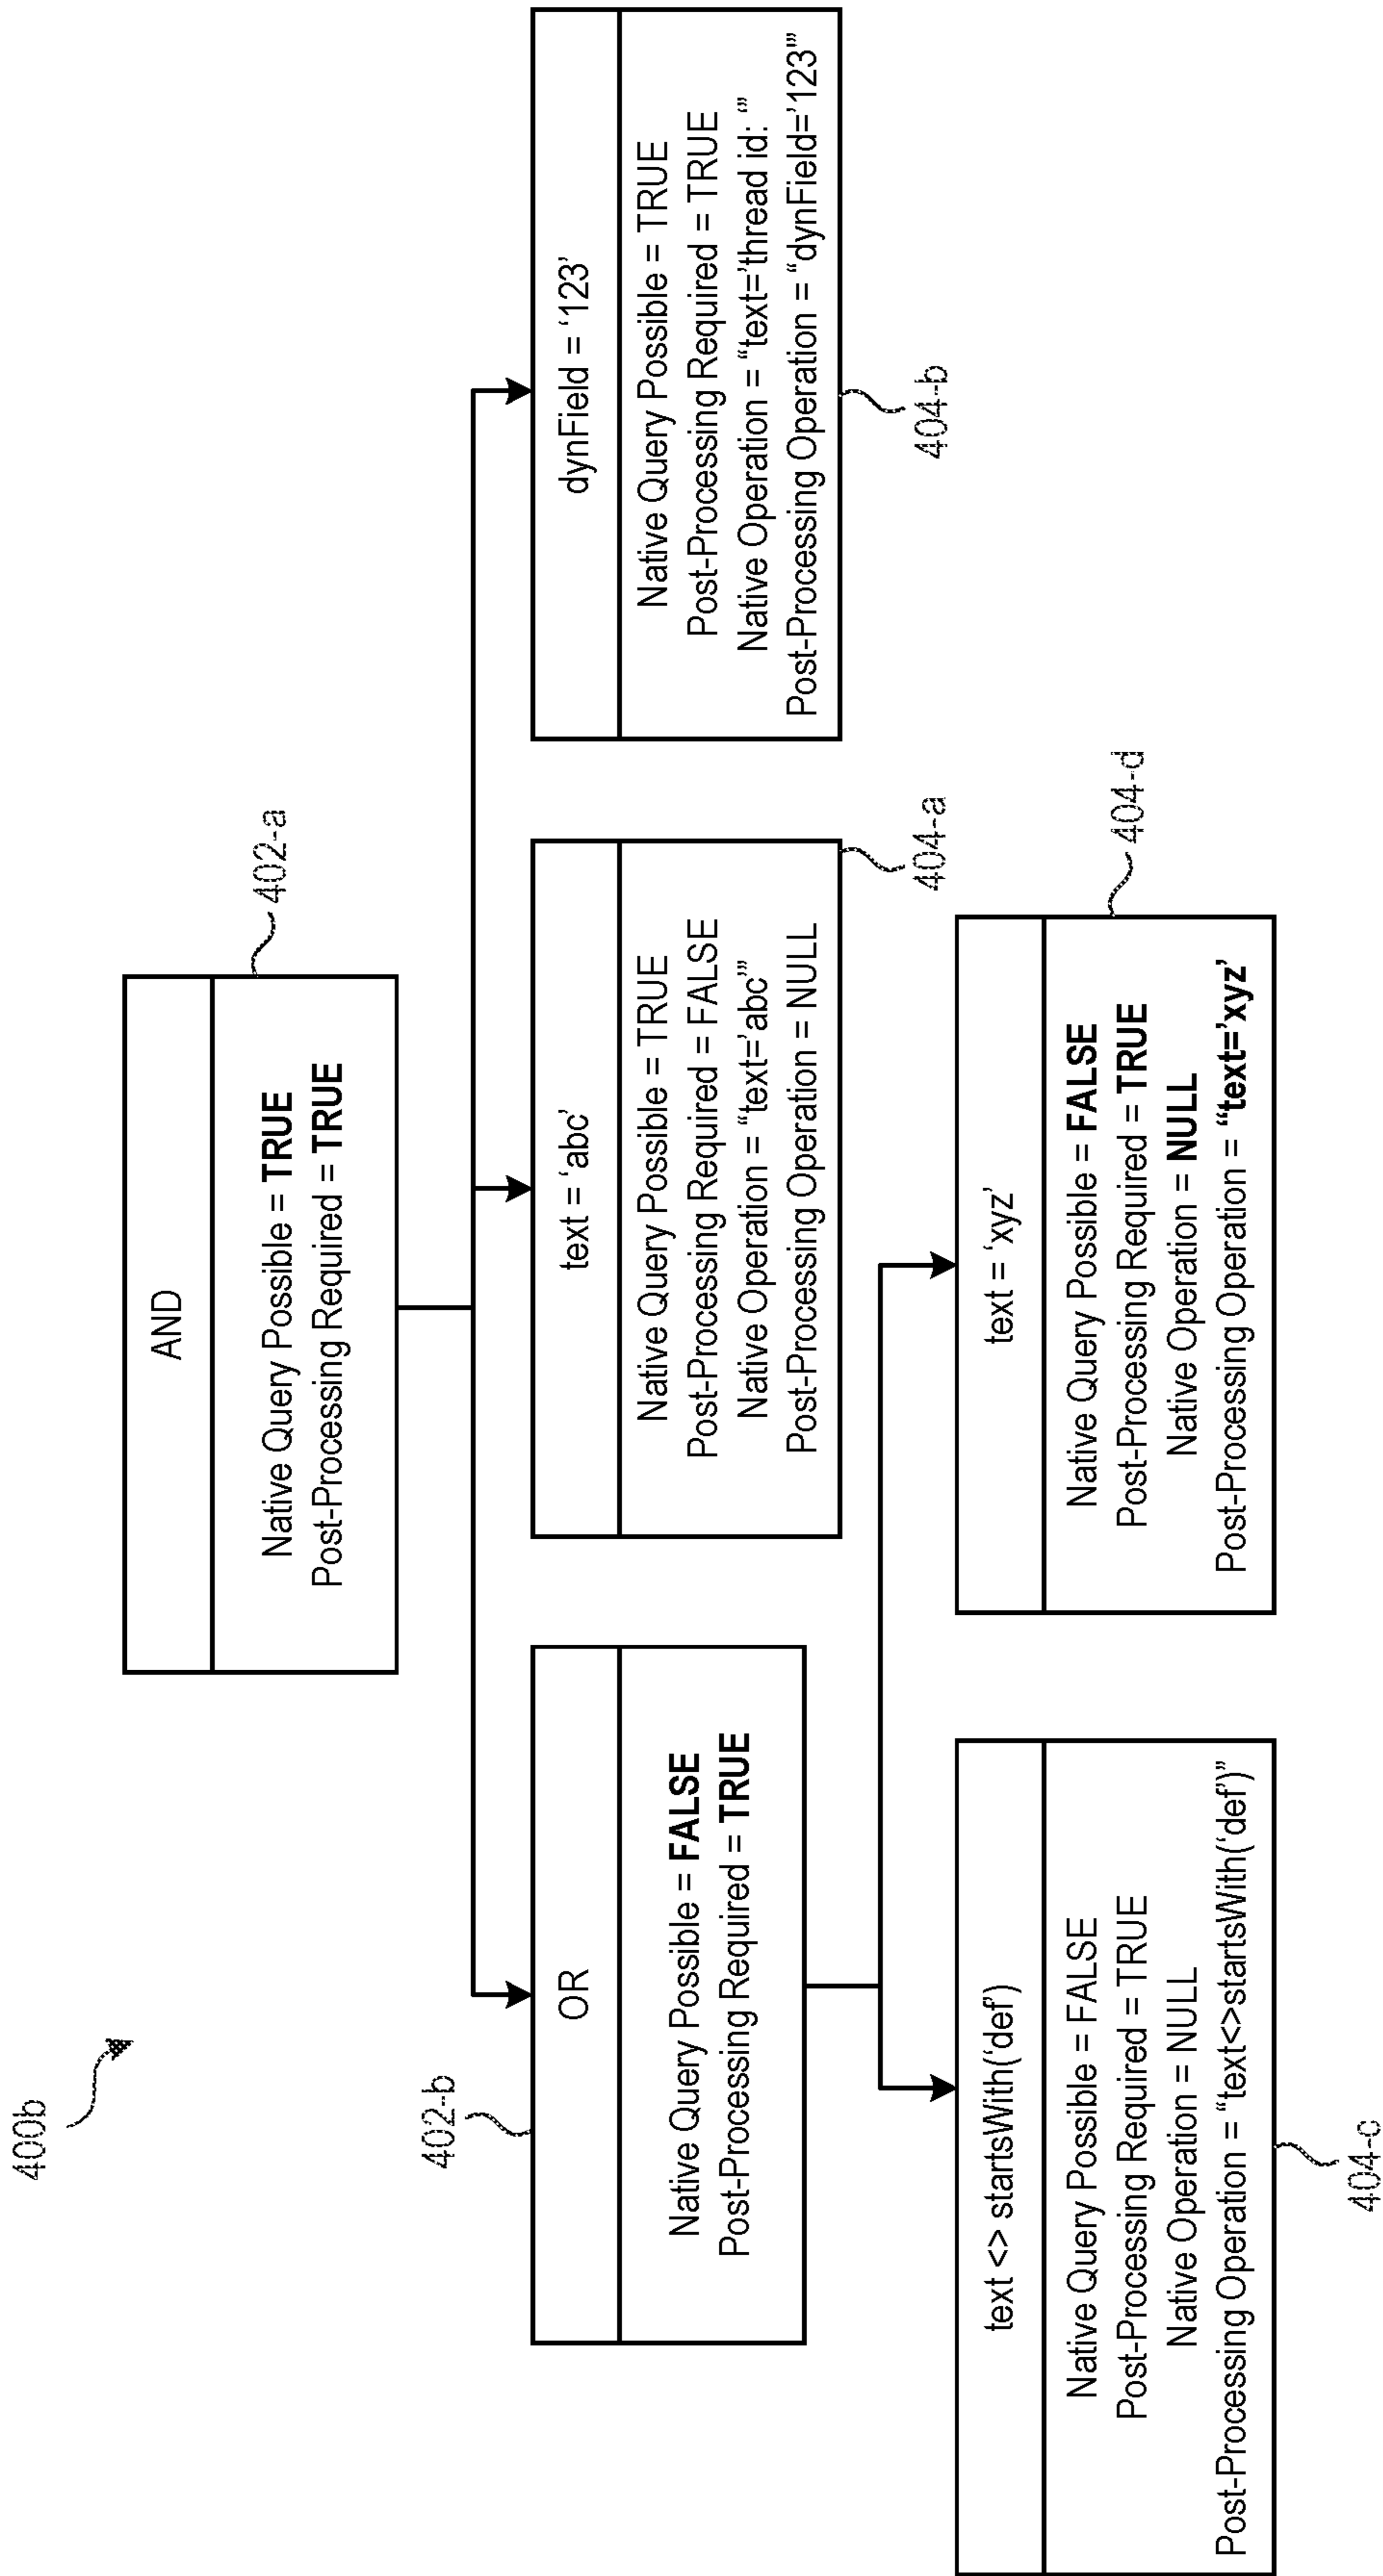 400b
AND
Native Query Possible = TRUE
Post-Processing Required = TRUE
402-a
402-b
OR
Native Query Possible = FALSE
Post-Processing Required = TRUE
text = ‘abc’
Native Query Possible = TRUE
Post-Processing Required = FALSE
Native Operation = “text=’abc’”
Post-Processing Operation = NULL
404-a
dynField = ‘123’
Native Query Possible = TRUE
Post-Processing Required = TRUE
Native Operation = “text=’thread id: ‘”
Post-Processing Operation = “dynField=’123’”
404-b
text <> startsWith(‘def’)
Native Query Possible = FALSE
Post-Processing Required = TRUE
Native Operation = NULL
Post-Processing Operation = “text<>startsWith(‘def’)”
404-c
text = ‘xyz’
Native Query Possible = FALSE
Post-Processing Required = TRUE
Native Operation = NULL
Post-Processing Operation = “text=’xyz’
404-d